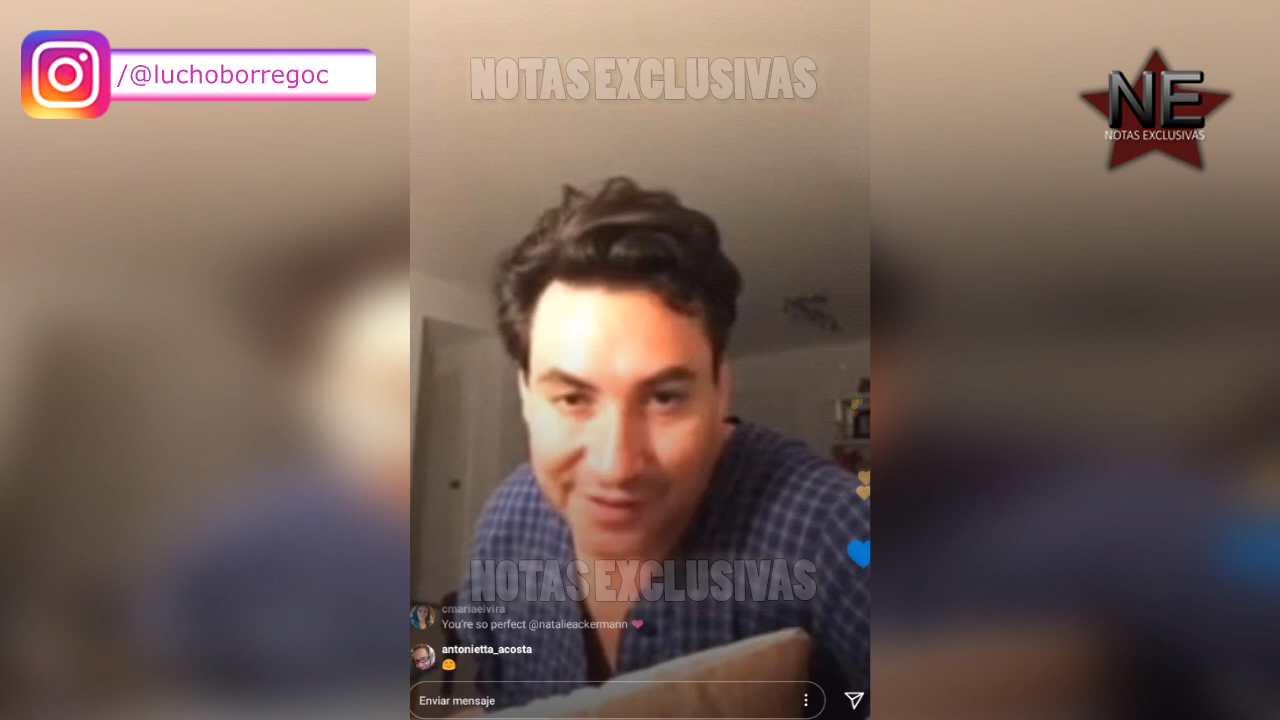 /@luchoborregoc
NE
NOTAS EXCLUSIVAS
NOTAS EXCLUSIVAS
NOTAS EXCLUSIVAS
cmariaelvira
You're so perfect @natalieackermann
antonietta_acosta
Enviar mensaje